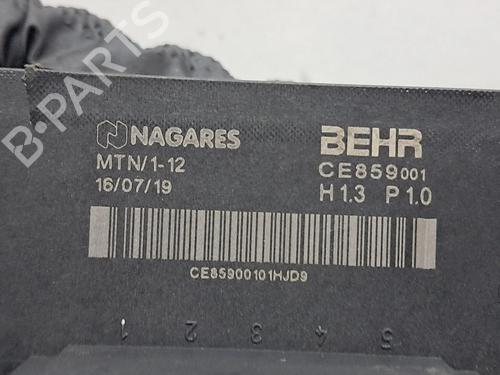 NAGARES BEHR
MTN/1-12 CE859001
16/07/19 H1.3 P1.0
CE85900101HJD9
1 2 3 4 5
B-PARTS